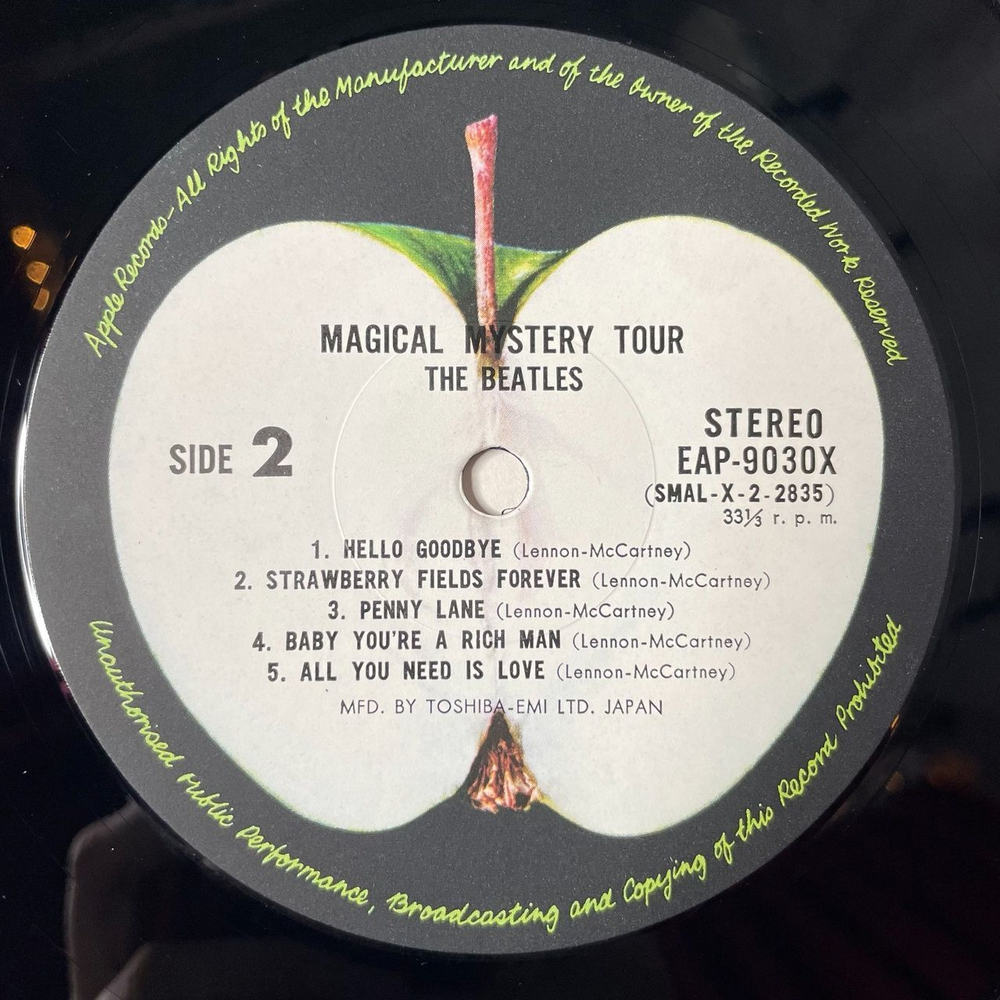 Apple Records-All Rights of the Manufacturer and of the Owner of the Recorded Work Reserved
MAGICAL MYSTERY TOUR
THE BEATLES
SIDE 2
STEREO
EAP-9030X
(SMAL-X-2-2835)
33⅓ r. p. m.
1. HELLO GOODBYE (Lennon-McCartney)
2. STRAWBERRY FIELDS FOREVER (Lennon-McCartney)
3. PENNY LANE (Lennon-McCartney)
4. BABY YOU'RE A RICH MAN (Lennon-McCartney)
5. ALL YOU NEED IS LOVE (Lennon-McCartney)
MFD. BY TOSHIBA-EMI LTD. JAPAN
Unauthorised Public Performance, Broadcasting and Copying of this Record Prohibited